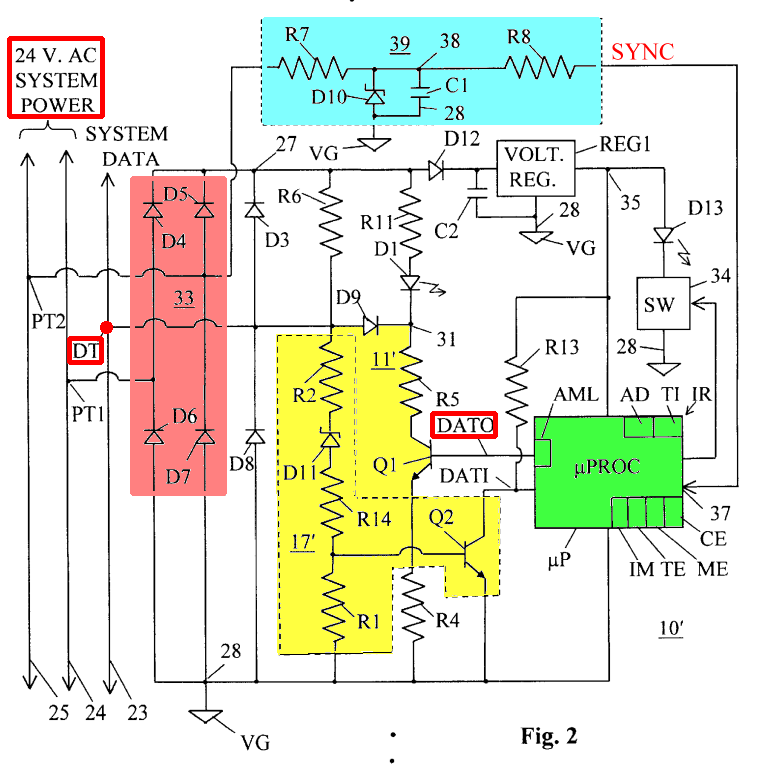 24 V. AC
SYSTEM
POWER
SYSTEM
DATA
R7
39
38
R8
SYNC
D10
C1
28
VG
27
D12
VOLT.
REG.
REG1
D5
D4
R6
D3
R11
D1
C2
28
VG
35
D13
34
SW
28
PT2
33
D9
31
DT
PT1
R2
11'
R5
R13
AML
AD
TI
IR
D6
D7
D8
D11
DATO
Q1
DATI
μPROC
R14
17'
Q2
37
CE
μP
IM
TE
ME
R1
R4
10'
28
25
24
23
VG
Fig. 2